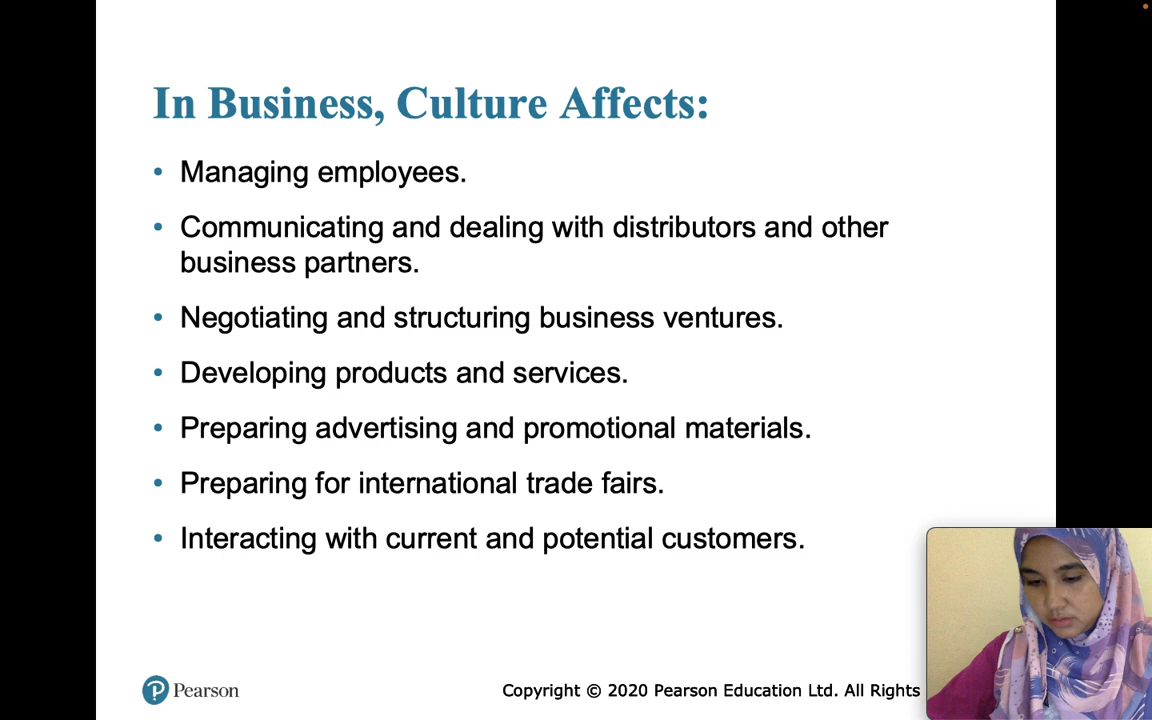 In Business, Culture Affects:
• Managing employees.
• Communicating and dealing with distributors and other
business partners.
• Negotiating and structuring business ventures.
• Developing products and services.
• Preparing advertising and promotional materials.
• Preparing for international trade fairs.
• Interacting with current and potential customers.
Pearson
Copyright © 2020 Pearson Education Ltd. All Rights